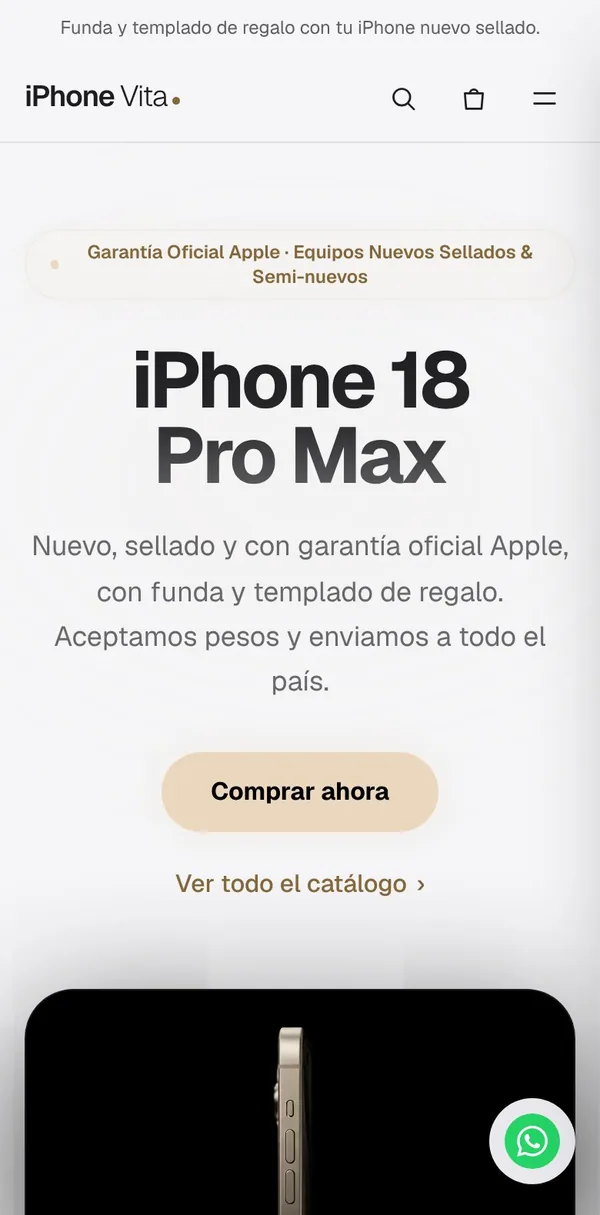 Funda y templado de regalo con tu iPhone nuevo sellado.
iPhone Vita
Garantía Oficial Apple · Equipos Nuevos Sellados &
Semi-nuevos
iPhone 18
Pro Max
Nuevo, sellado y con garantía oficial Apple,
con funda y templado de regalo.
Aceptamos pesos y enviamos a todo el
país.
Comprar ahora
Ver todo el catálogo ›